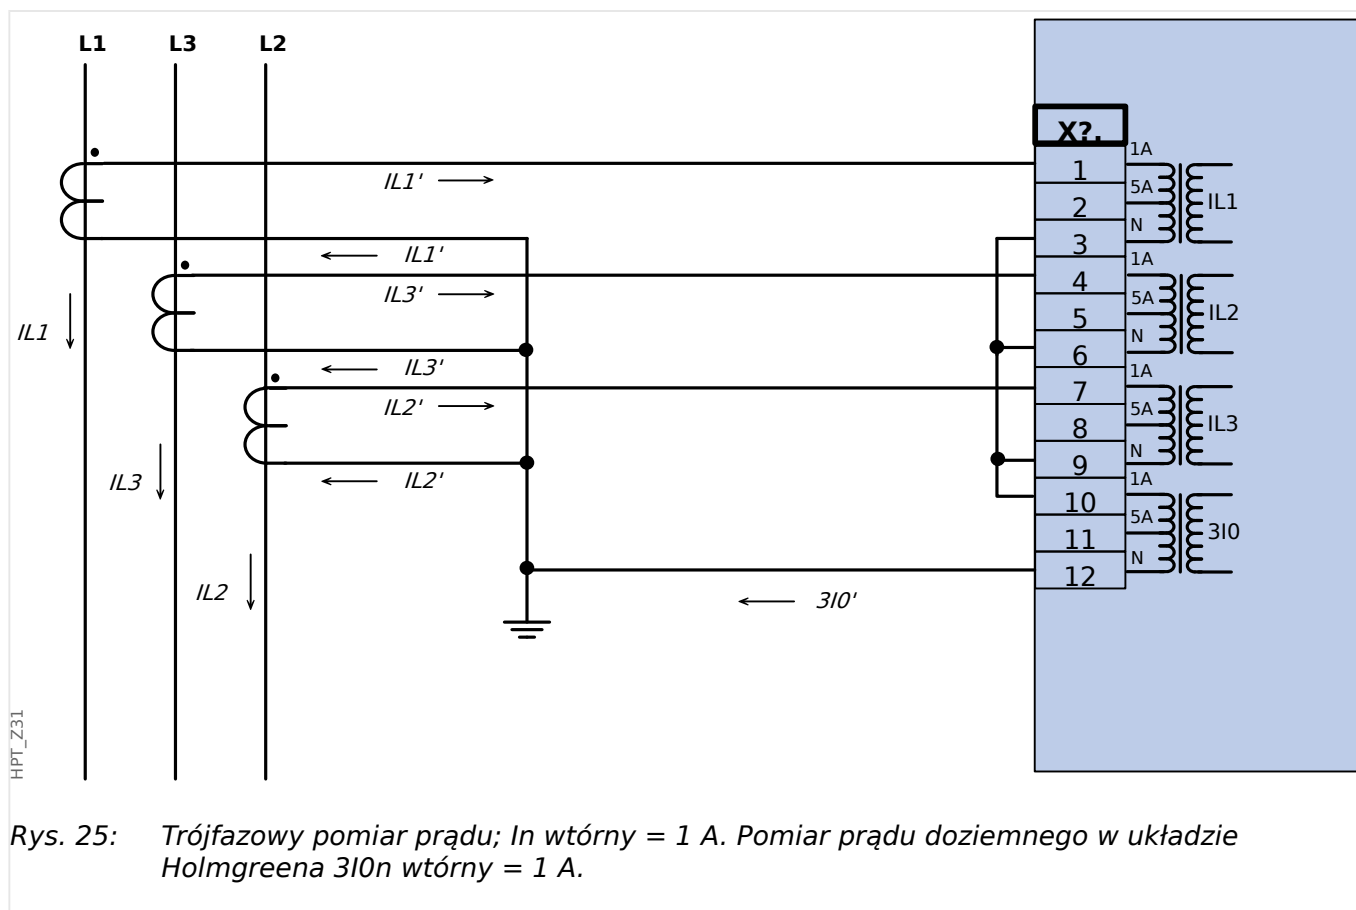 L1 L3 L2
X?.
1 1A
IL1' 5A IL1
2
N
3
IL1'
4 1A
IL3' 5A IL2
5
N
IL1
6
IL3'
7 1A
IL2' 5A IL3
8
N
9
IL3 IL2' 1A
10
5A 3I0
11
N
12
IL2 3I0'
HPT_Z31
Rys. 25: Trójfazowy pomiar prądu; In wtórny = 1 A. Pomiar prądu doziemnego w układzie
Holmgreena 3I0n wtórny = 1 A.